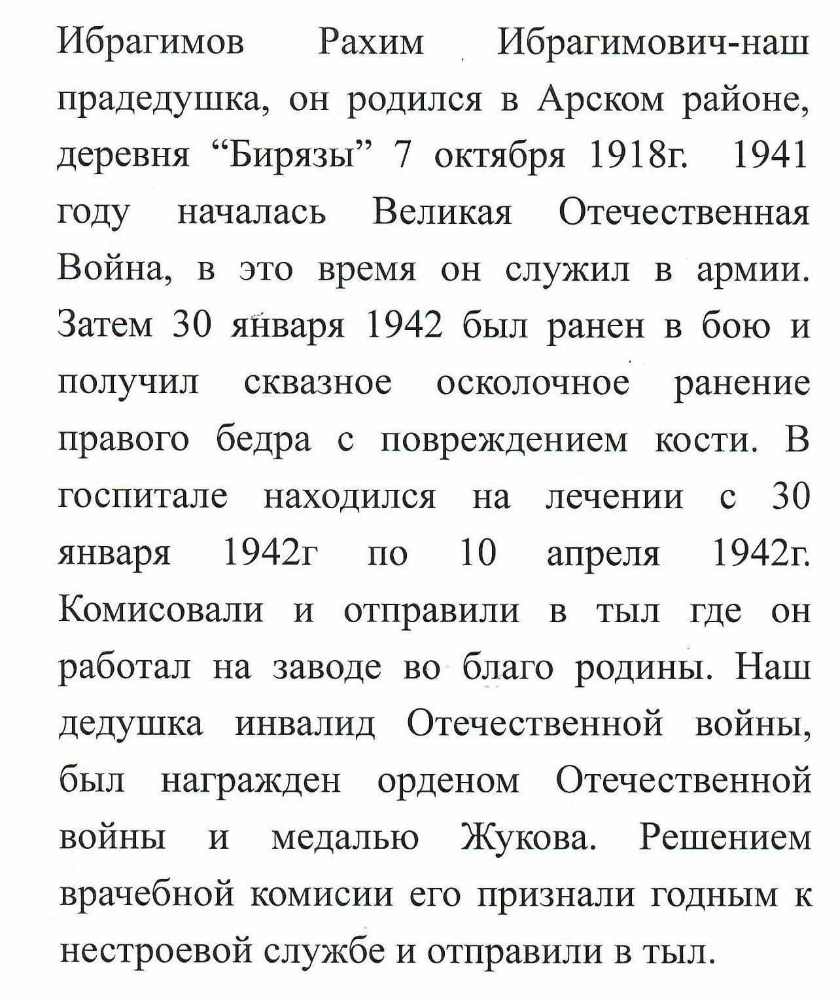 Ибрагимов Рахим Ибрагимович-наш
прадедушка, он родился в Арском районе,
деревня “Бирязы” 7 октября 1918г. 1941
году началась Великая Отечественная
Война, в это время он служил в армии.
Затем 30 января 1942 был ранен в бою и
получил сквазное осколочное ранение
правого бедра с повреждением кости. В
госпитале находился на лечении с 30
января 1942г по 10 апреля 1942г.
Комисовали и отправили в тыл где он
работал на заводе во благо родины. Наш
дедушка инвалид Отечественной войны,
был награжден орденом Отечественной
войны и медалью Жукова. Решением
врачебной комисии его признали годным к
нестроевой службе и отправили в тыл.